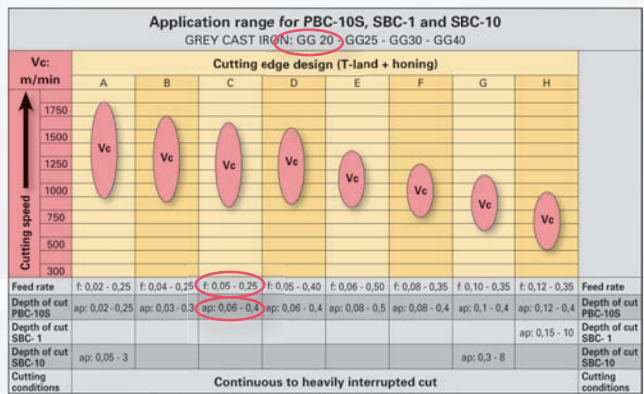 Application range for PBC-10S, SBC-1 and SBC-10
GREY CAST IRON: GG 20 - GG25 - GG30 - GG40
Vc: m/min
Cutting edge design (T-land + honing)
A B C D E F G H
Cutting speed
1750
1500
1250
1000
750
500
300
Vc Vc Vc Vc Vc Vc Vc Vc
Feed rate f: 0,02 - 0,25 f: 0,04 - 0,25 f: 0,05 - 0,25 f: 0,05 - 0,40 f: 0,06 - 0,50 f: 0,08 - 0,35 f: 0,10 - 0,35 f: 0,12 - 0,35 Feed rate
Depth of cut PBC-10S ap: 0,02 - 0,25 ap: 0,03 - 0,3 ap: 0,06 - 0,4 ap: 0,06 - 0,4 ap: 0,08 - 0,5 ap: 0,08 - 0,4 ap: 0,1 - 0,4 ap: 0,12 - 0,4 Depth of cut PBC-10S
Depth of cut SBC- 1 ap: 0,15 - 10 Depth of cut SBC- 1
Depth of cut SBC-10 ap: 0,05 - 3 ap: 0,3 - 8 Depth of cut SBC-10
Cutting conditions Continuous to heavily interrupted cut Cutting conditions